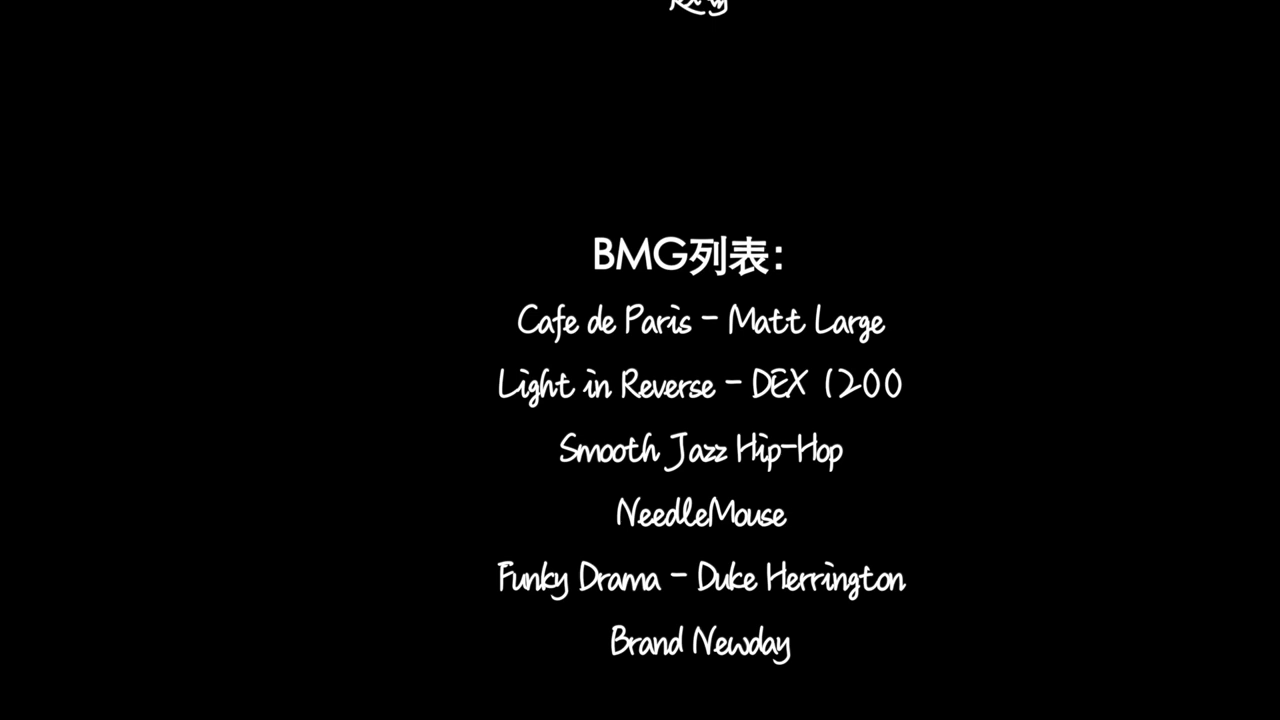 BMG列表：
Cafe de Paris - Matt Large
Light in Reverse - DEX 1200
Smooth Jazz Hip-Hop
NeedleMouse
Funky Drama - Duke Herrington
Brand Newday